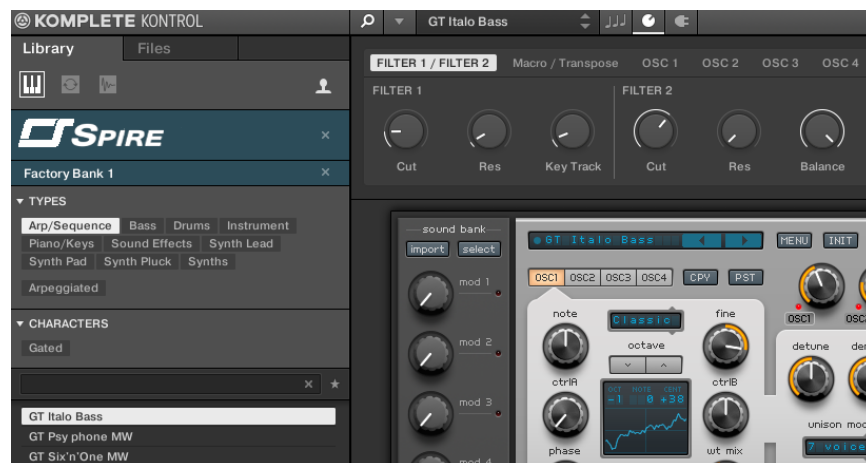 KOMPLETE KONTROL
GT Italo Bass
Library
Files
FILTER 1 / FILTER 2
Macro / Transpose
OSC 1
OSC 2
OSC 3
OSC 4
FILTER 1
FILTER 2
Cut
Res
Key Track
Cut
Res
Balance
SPIRE
Factory Bank 1
TYPES
Arp/Sequence Bass Drums Instrument
Piano/Keys Sound Effects Synth Lead
Synth Pad Synth Pluck Synths
Arpeggiated
CHARACTERS
Gated
GT Italo Bass
GT Psy phone MW
GT Six'n'One MW
sound bank
import select
mod 1
mod 2
mod 3
mod 4
GT Italo Bass
MENU INIT
OSC1 OSC2 OSC3 OSC4 CPY PST
note
Classic
fine
octave
ctrlA
OCT NOTE CENT
-1 0 +38
ctrlB
phase
wt mix
OSC1
detune
7 voice